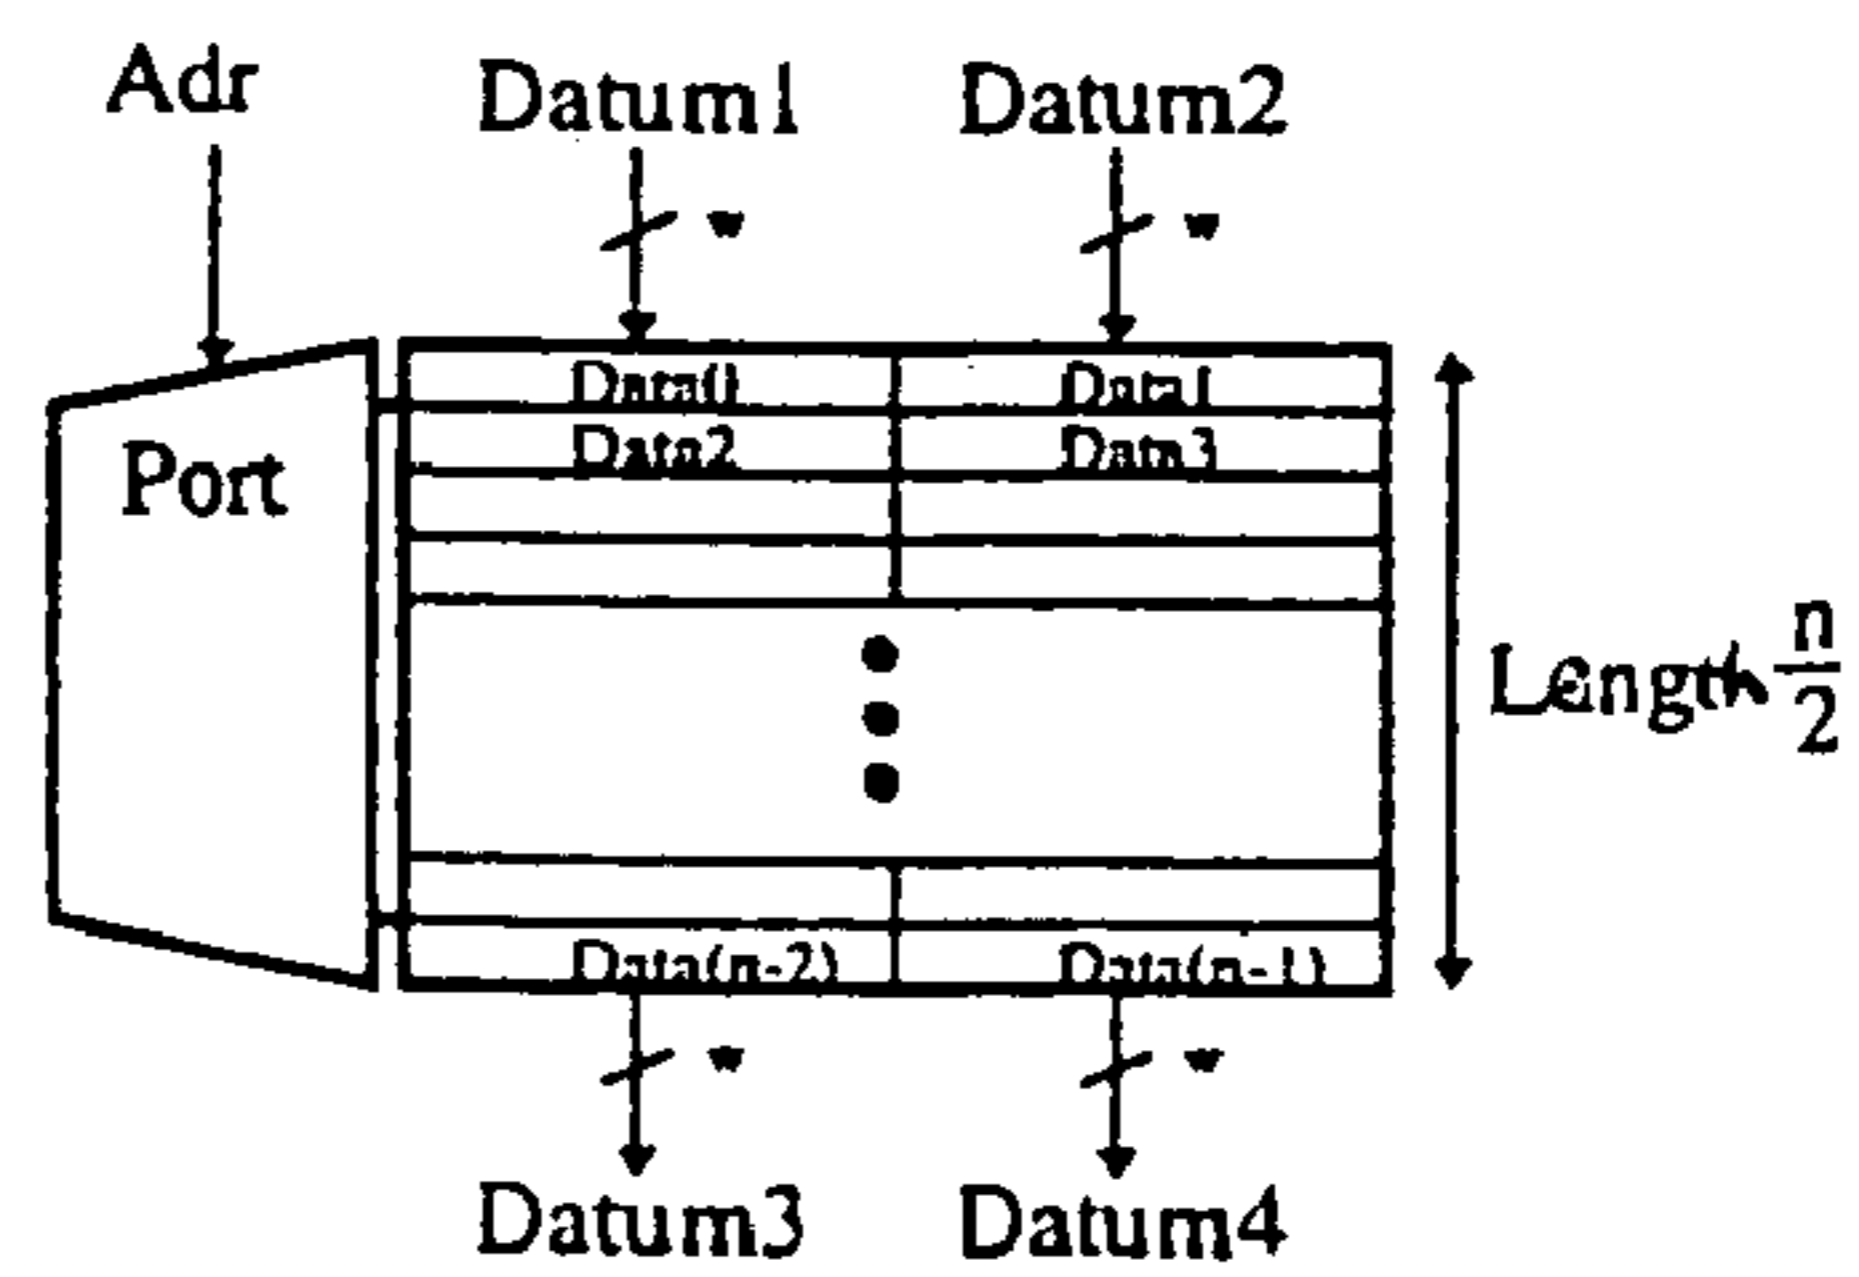 Adr Datum1 Datum2
w w
Data0 Data1
Port Data2 Data3
Length n/2
Data(n-2) Data(n-1)
w w
Datum3 Datum4